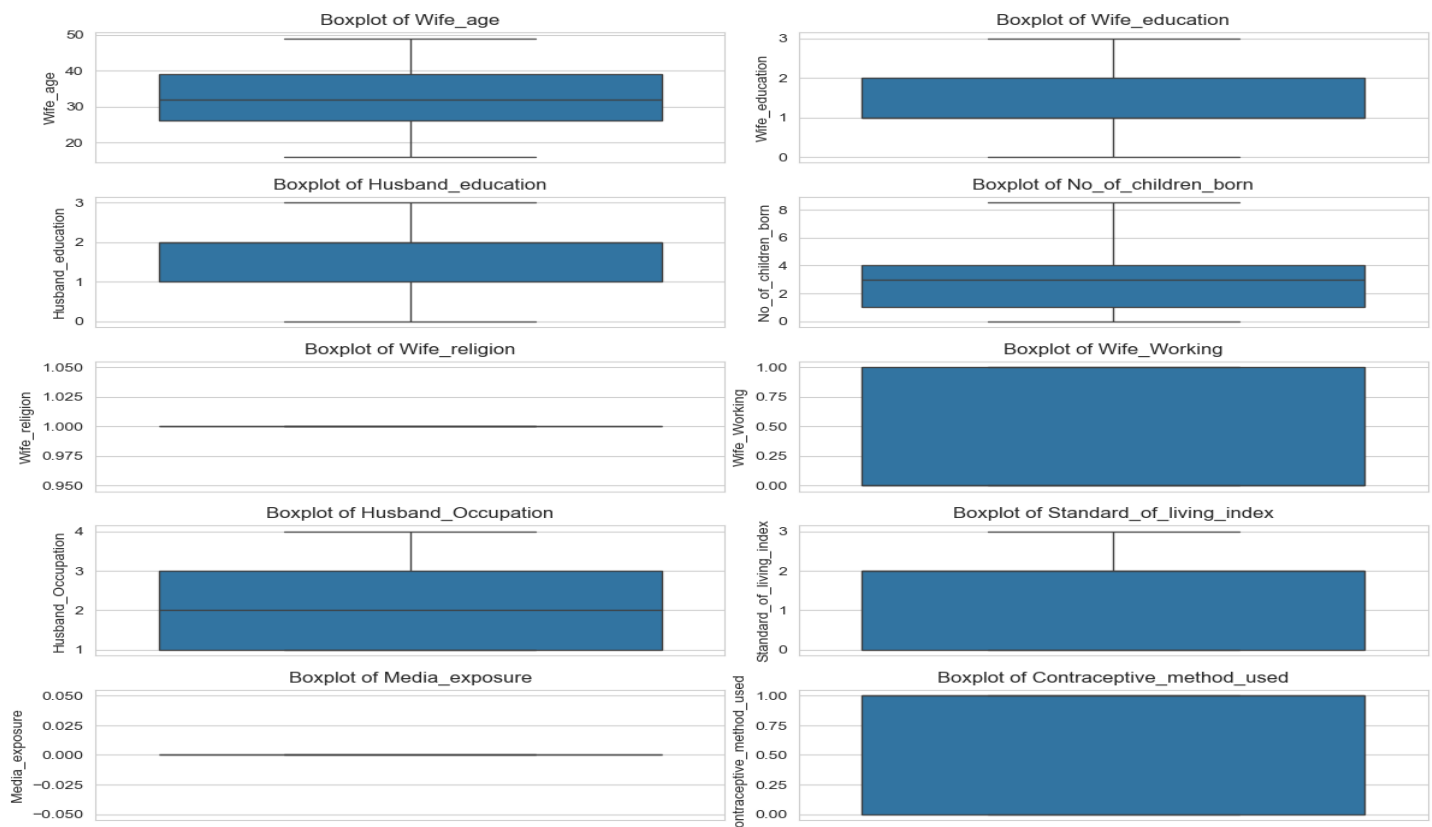 Boxplot of Wife_age
Wife_age
50
40
30
20
Boxplot of Wife_education
Wife_education
3
2
1
0
Boxplot of Husband_education
Husband_education
3
2
1
0
Boxplot of No_of_children_born
No_of_children_born
8
6
4
2
0
Boxplot of Wife_religion
Wife_religion
1.050
1.025
1.000
0.975
0.950
Boxplot of Wife_Working
Wife_Working
1.00
0.75
0.50
0.25
0.00
Boxplot of Husband_Occupation
Husband_Occupation
4
3
2
1
Boxplot of Standard_of_living_index
Standard_of_living_index
3
2
1
0
Boxplot of Media_exposure
Media_exposure
0.050
0.025
0.000
−0.025
−0.050
Boxplot of Contraceptive_method_used
ontraceptive_method_used
1.00
0.75
0.50
0.25
0.00